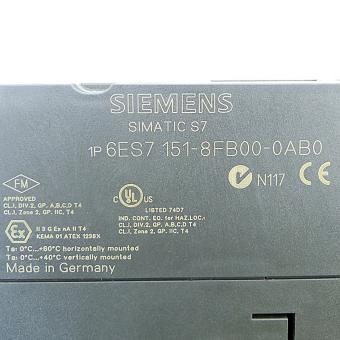 SIEMENS
SIMATIC S7
1P 6ES7 151-8FB00-0AB0
N117
FM
APPROVED
CL.I, DIV.2, GP. A,B,C,D T4
CL.I, Zone 2, GP. IIC, T4
C UL US
LISTED 74D7
IND. CONT. EQ. for HAZ.LOC.:
CL.I, DIV.2, GP. A,B,C,D T4
CL.I, Zone 2, GP. IIC T4
Ex
II 3 G Ex nA II T4
KEMA 01 ATEX 1238X
Ta: 0°C...+60°C horizontally mounted
Ta: 0°C...+40°C vertically mounted
Made in Germany